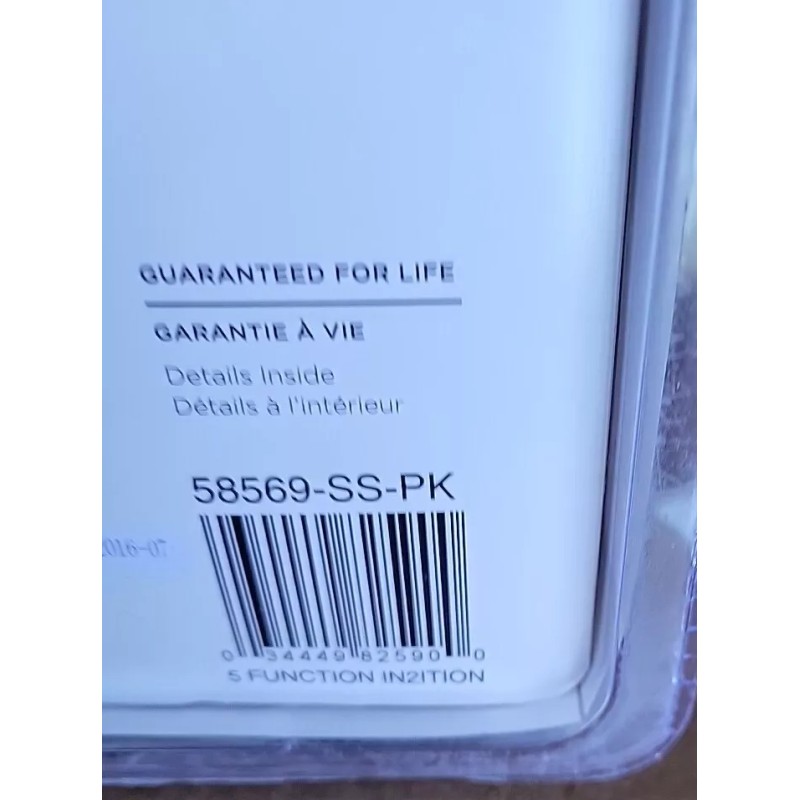 GUARANTEED FOR LIFE
GARANTIE À VIE
Details Inside
Détails à l'intérieur
58569-SS-PK
2016-07
0 34449 82590 0
5 FUNCTION IN2ITION